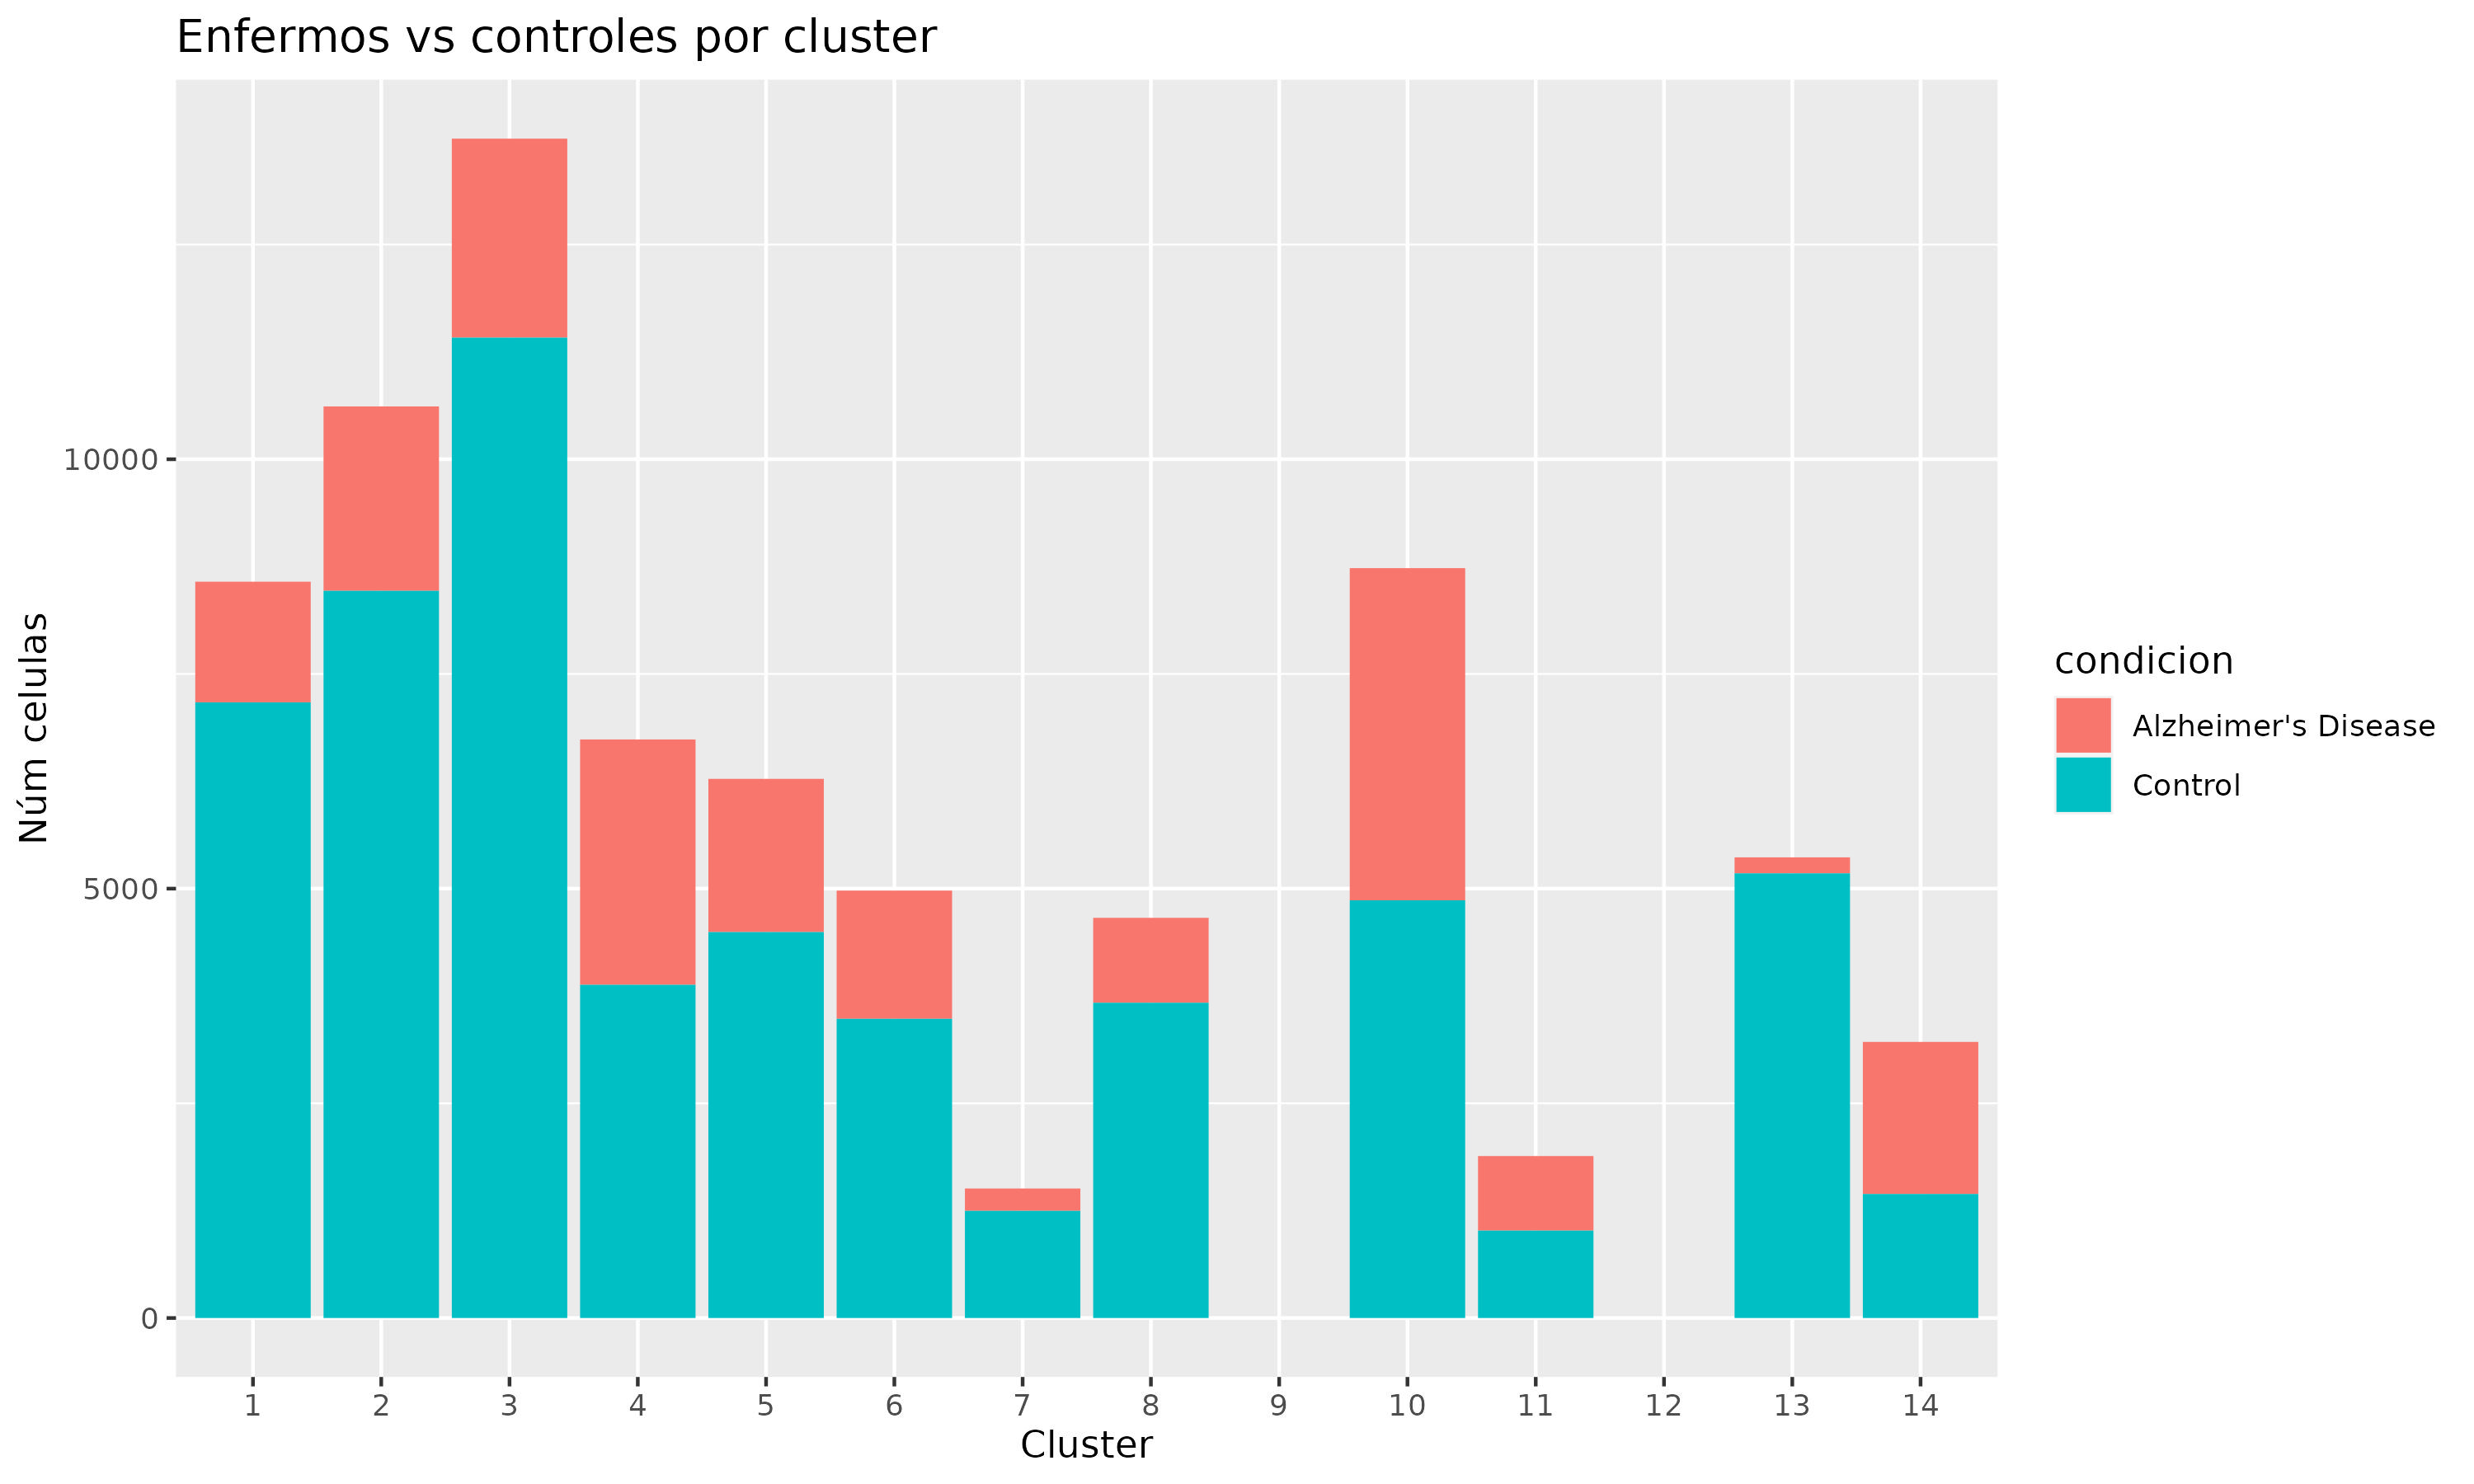 Enfermos vs controles por cluster
Núm celulas
10000
5000
0
1 2 3 4 5 6 7 8 9 10 11 12 13 14
Cluster
condicion
Alzheimer's Disease
Control